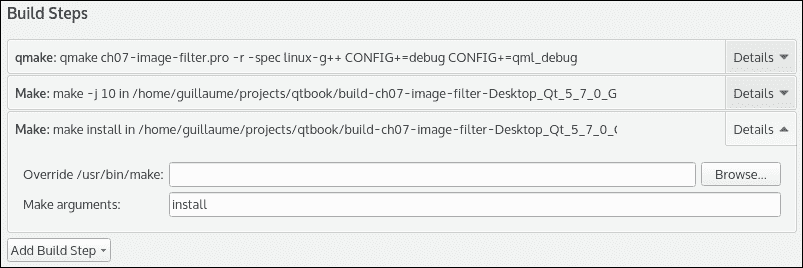 Build Steps
qmake: qmake ch07-image-filter.pro -r -spec linux-g++ CONFIG+=debug CONFIG+=qml_debug
Details
Make: make -j 10 in /home/guillaume/projects/qtbook/build-ch07-image-filter-Desktop_Qt_5_7_0_G
Details
Make: make install in /home/guillaume/projects/qtbook/build-ch07-image-filter-Desktop_Qt_5_7_0_
Details
Override /usr/bin/make:
Browse...
Make arguments:
install
Add Build Step